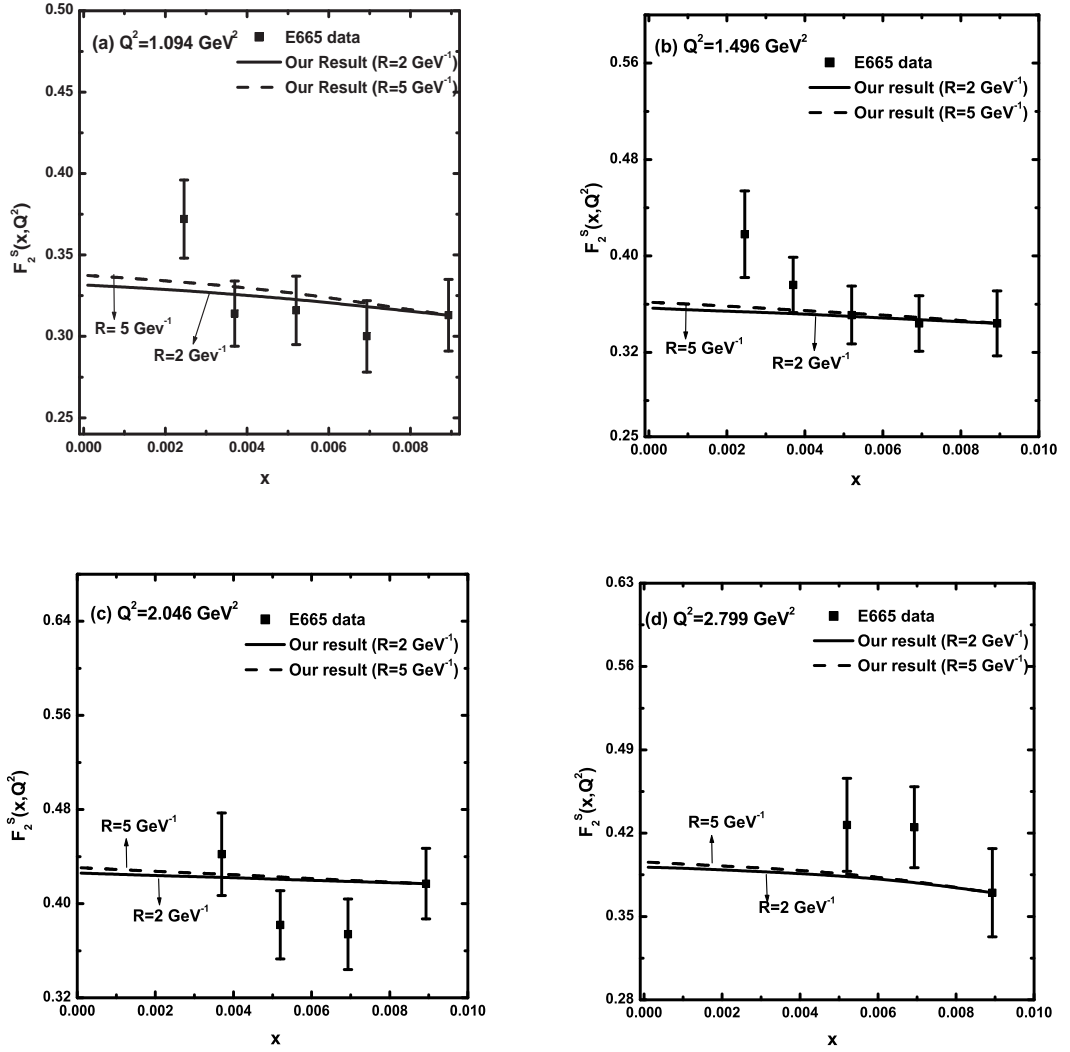 (a) Q²=1.094 GeV²
E665 data
Our Result (R=2 GeV⁻¹)
Our Result (R=5 GeV⁻¹)
0.50
0.45
0.40
0.35
0.30
0.25
F₂ˢ(x,Q²)
R= 5 Gev⁻¹
R=2 Gev⁻¹
0.000 0.002 0.004 0.006 0.008
x
(b) Q²=1.496 GeV²
E665 data
Our result (R=2 GeV⁻¹)
Our result (R=5 GeV⁻¹)
0.56
0.48
0.40
0.32
0.25
F₂ˢ(x,Q²)
R=5 GeV⁻¹
R=2 GeV⁻¹
0.000 0.002 0.004 0.006 0.008 0.010
x
(c) Q²=2.046 GeV²
E665 data
Our result (R=2 GeV⁻¹)
Our result (R=5 GeV⁻¹)
0.64
0.56
0.48
0.40
0.32
F₂ˢ(x,Q²)
R=5 GeV⁻¹
R=2 GeV⁻¹
0.000 0.002 0.004 0.006 0.008 0.010
x
(d) Q²=2.799 GeV²
E665 data
Our result (R=2 GeV⁻¹)
Our result (R=5 GeV⁻¹)
0.63
0.56
0.49
0.42
0.35
0.28
F₂ˢ(x,Q²)
R=5 GeV⁻¹
R=2 GeV⁻¹
0.000 0.002 0.004 0.006 0.008 0.010
x